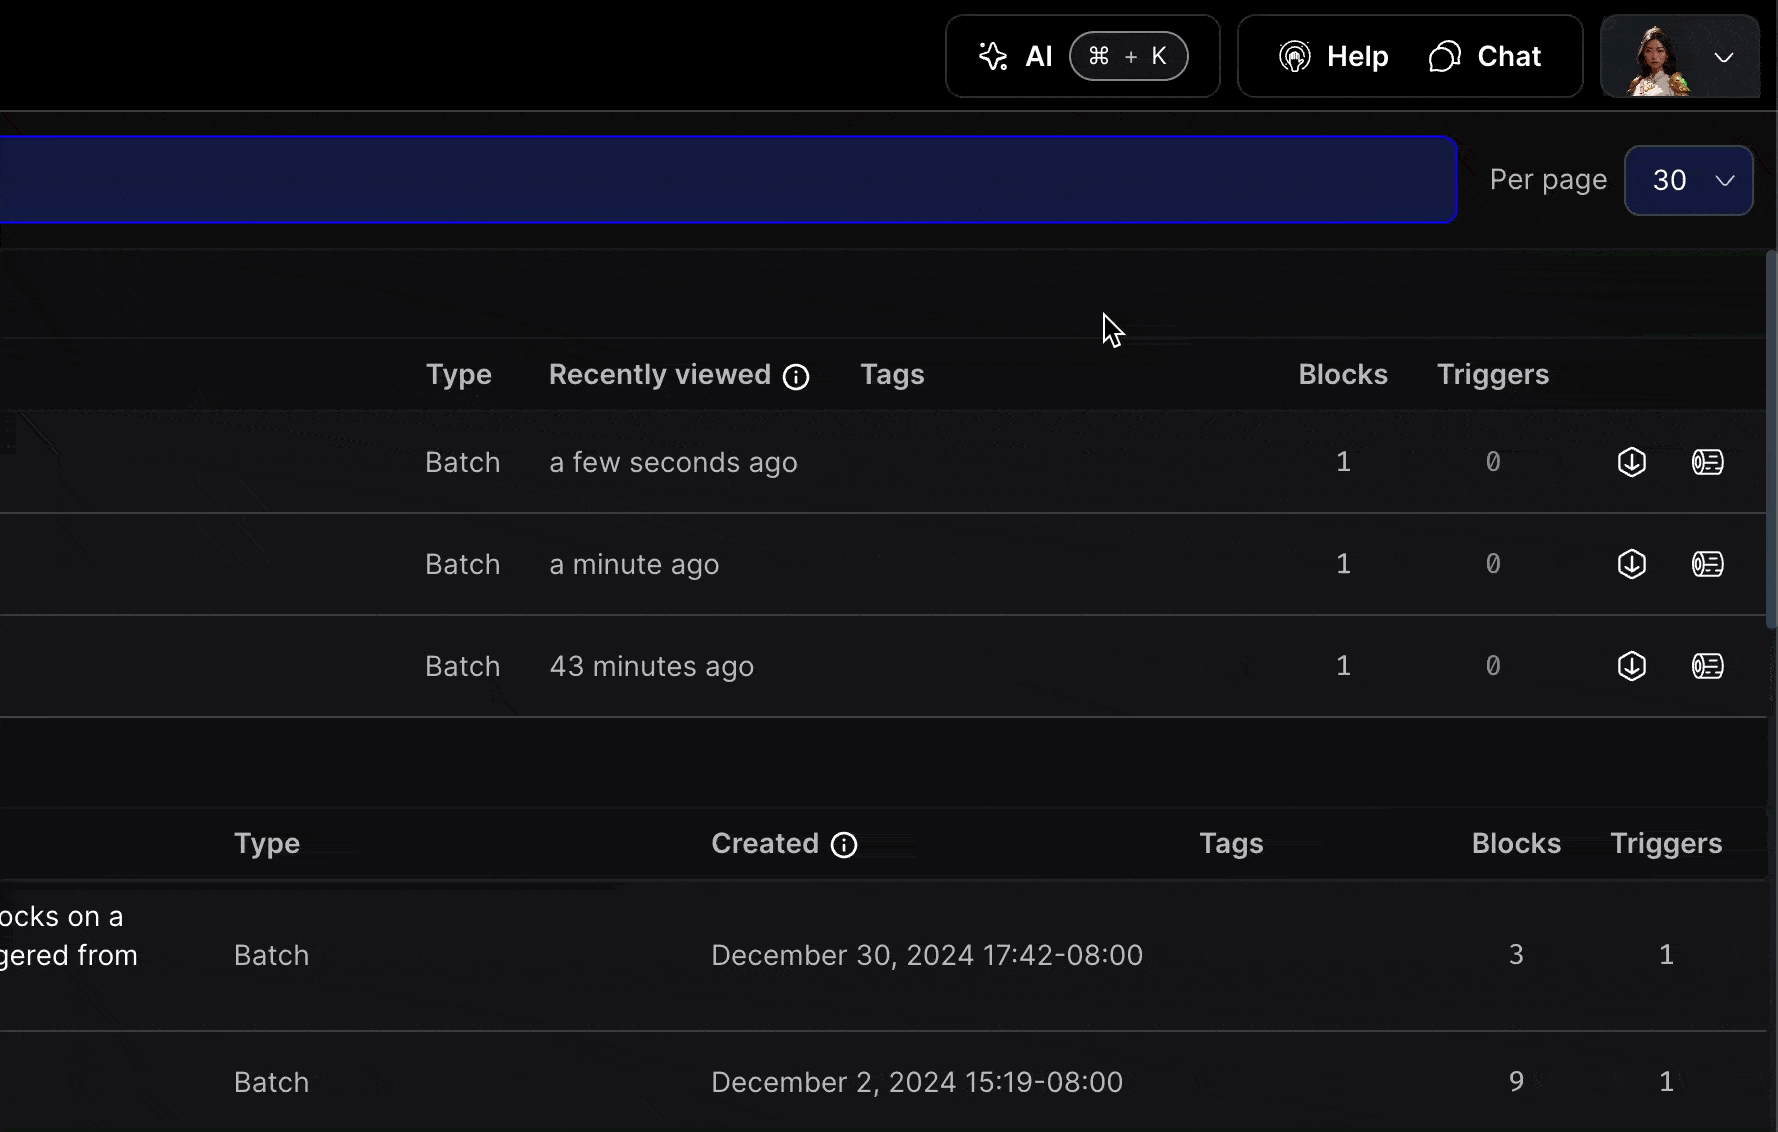 AI ⌘ + K Help Chat
Per page 30
Type Recently viewed Tags Blocks Triggers
Batch a few seconds ago 1 0
Batch a minute ago 1 0
Batch 43 minutes ago 1 0
Type Created Tags Blocks Triggers
ocks on a
gered from Batch December 30, 2024 17:42-08:00 3 1
Batch December 2, 2024 15:19-08:00 9 1